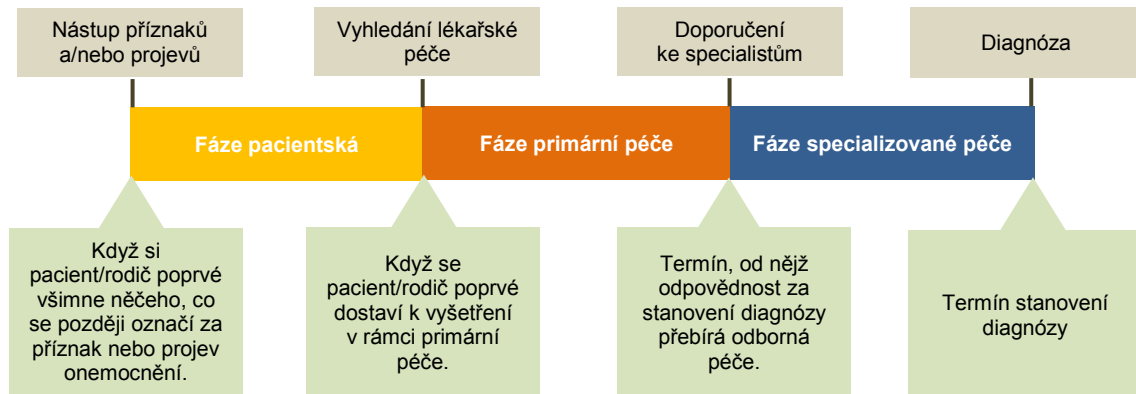 Nástup příznaků
a/nebo projevů
Vyhledání lékařské
péče
Doporučení
ke specialistům
Diagnóza
Fáze pacientská
Fáze primární péče
Fáze specializované péče
Když si
pacient/rodič poprvé
všimne něčeho, co
se později označí za
příznak nebo projev
onemocnění.
Když se
pacient/rodič poprvé
dostaví k vyšetření
v rámci primární
péče.
Termín, od nějž
odpovědnost za
stanovení diagnózy
přebírá odborná
péče.
Termín stanovení
diagnózy